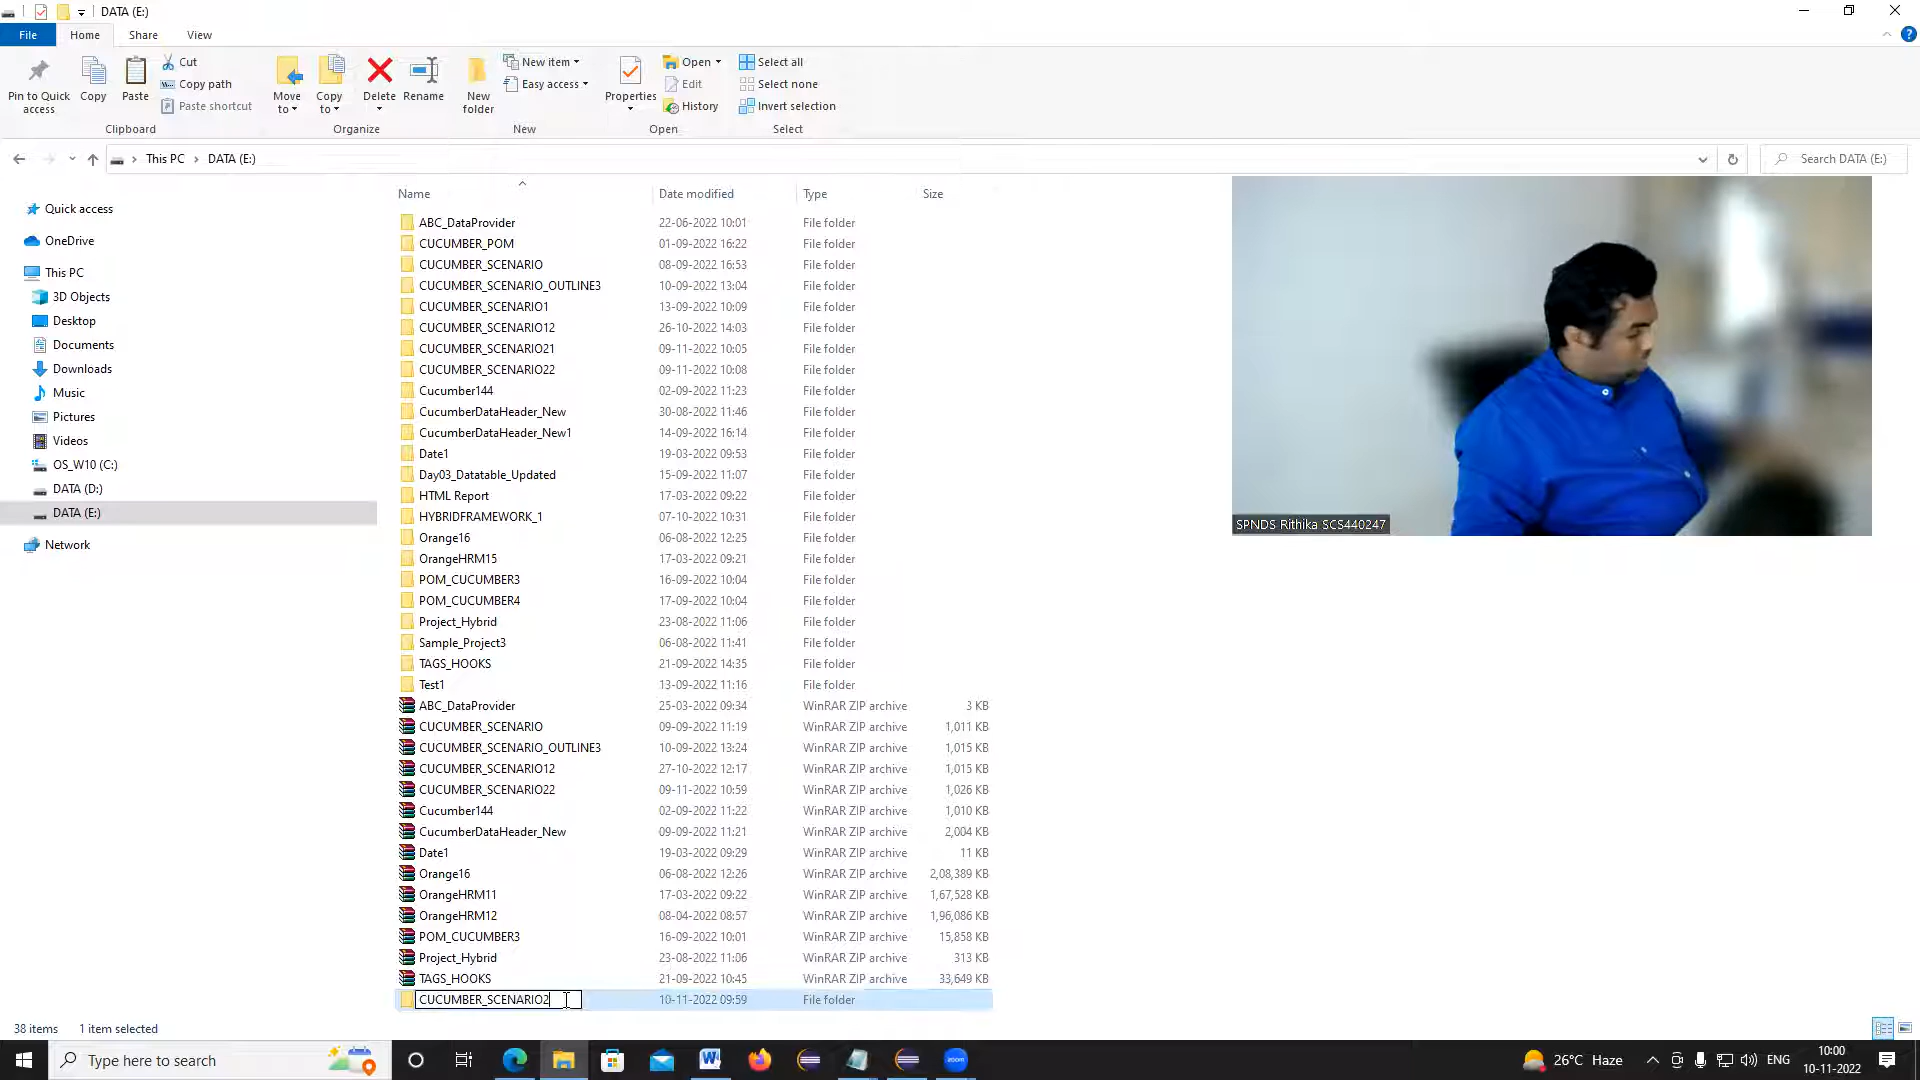 DATA (E:)
File Home Share View
Pin to Quick access
Copy
Paste
Cut
Copy path
Paste shortcut
Clipboard
Move to
Copy to
Delete
Rename
Organize
New folder
New item
Easy access
New
Properties
Open
Edit
History
Open
Select all
Select none
Invert selection
Select
This PC > DATA (E:)
Search DATA (E:)
Quick access
OneDrive
This PC
3D Objects
Desktop
Documents
Downloads
Music
Pictures
Videos
OS_W10 (C:)
DATA (D:)
DATA (E:)
Network
Name Date modified Type Size
ABC_DataProvider 22-06-2022 10:01 File folder
CUCUMBER_POM 01-09-2022 16:22 File folder
CUCUMBER_SCENARIO 08-09-2022 16:53 File folder
CUCUMBER_SCENARIO_OUTLINE3 10-09-2022 13:04 File folder
CUCUMBER_SCENARIO1 13-09-2022 10:09 File folder
CUCUMBER_SCENARIO12 26-10-2022 14:03 File folder
CUCUMBER_SCENARIO21 09-11-2022 10:05 File folder
CUCUMBER_SCENARIO22 09-11-2022 10:08 File folder
Cucumber144 02-09-2022 11:23 File folder
CucumberDataHeader_New 30-08-2022 11:46 File folder
CucumberDataHeader_New1 14-09-2022 16:14 File folder
Date1 19-03-2022 09:53 File folder
Day03_Datatable_Updated 15-09-2022 11:07 File folder
HTML Report 17-03-2022 09:22 File folder
HYBRIDFRAMEWORK_1 07-10-2022 10:31 File folder
Orange16 06-08-2022 12:25 File folder
OrangeHRM15 17-03-2022 09:21 File folder
POM_CUCUMBER3 16-09-2022 10:04 File folder
POM_CUCUMBER4 17-09-2022 10:04 File folder
Project_Hybrid 23-08-2022 11:06 File folder
Sample_Project3 06-08-2022 11:41 File folder
TAGS_HOOKS 21-09-2022 14:35 File folder
Test1 13-09-2022 11:16 File folder
ABC_DataProvider 25-03-2022 09:34 WinRAR ZIP archive 3 KB
CUCUMBER_SCENARIO 09-09-2022 11:19 WinRAR ZIP archive 1,011 KB
CUCUMBER_SCENARIO_OUTLINE3 10-09-2022 13:24 WinRAR ZIP archive 1,015 KB
CUCUMBER_SCENARIO12 27-10-2022 12:17 WinRAR ZIP archive 1,015 KB
CUCUMBER_SCENARIO22 09-11-2022 10:59 WinRAR ZIP archive 1,026 KB
Cucumber144 02-09-2022 11:22 WinRAR ZIP archive 1,010 KB
CucumberDataHeader_New 09-09-2022 11:21 WinRAR ZIP archive 2,004 KB
Date1 19-03-2022 09:29 WinRAR ZIP archive 11 KB
Orange16 06-08-2022 12:26 WinRAR ZIP archive 2,08,389 KB
OrangeHRM11 17-03-2022 09:22 WinRAR ZIP archive 1,67,528 KB
OrangeHRM12 08-04-2022 08:57 WinRAR ZIP archive 1,96,086 KB
POM_CUCUMBER3 16-09-2022 10:01 WinRAR ZIP archive 15,858 KB
Project_Hybrid 23-08-2022 11:06 WinRAR ZIP archive 313 KB
TAGS_HOOKS 21-09-2022 10:45 WinRAR ZIP archive 33,649 KB
CUCUMBER_SCENARIO2 10-11-2022 09:59 File folder
SPNDS Rithika SCS440247
38 items 1 item selected
Type here to search
zoom
26°C Haze
ENG
10:00
10-11-2022